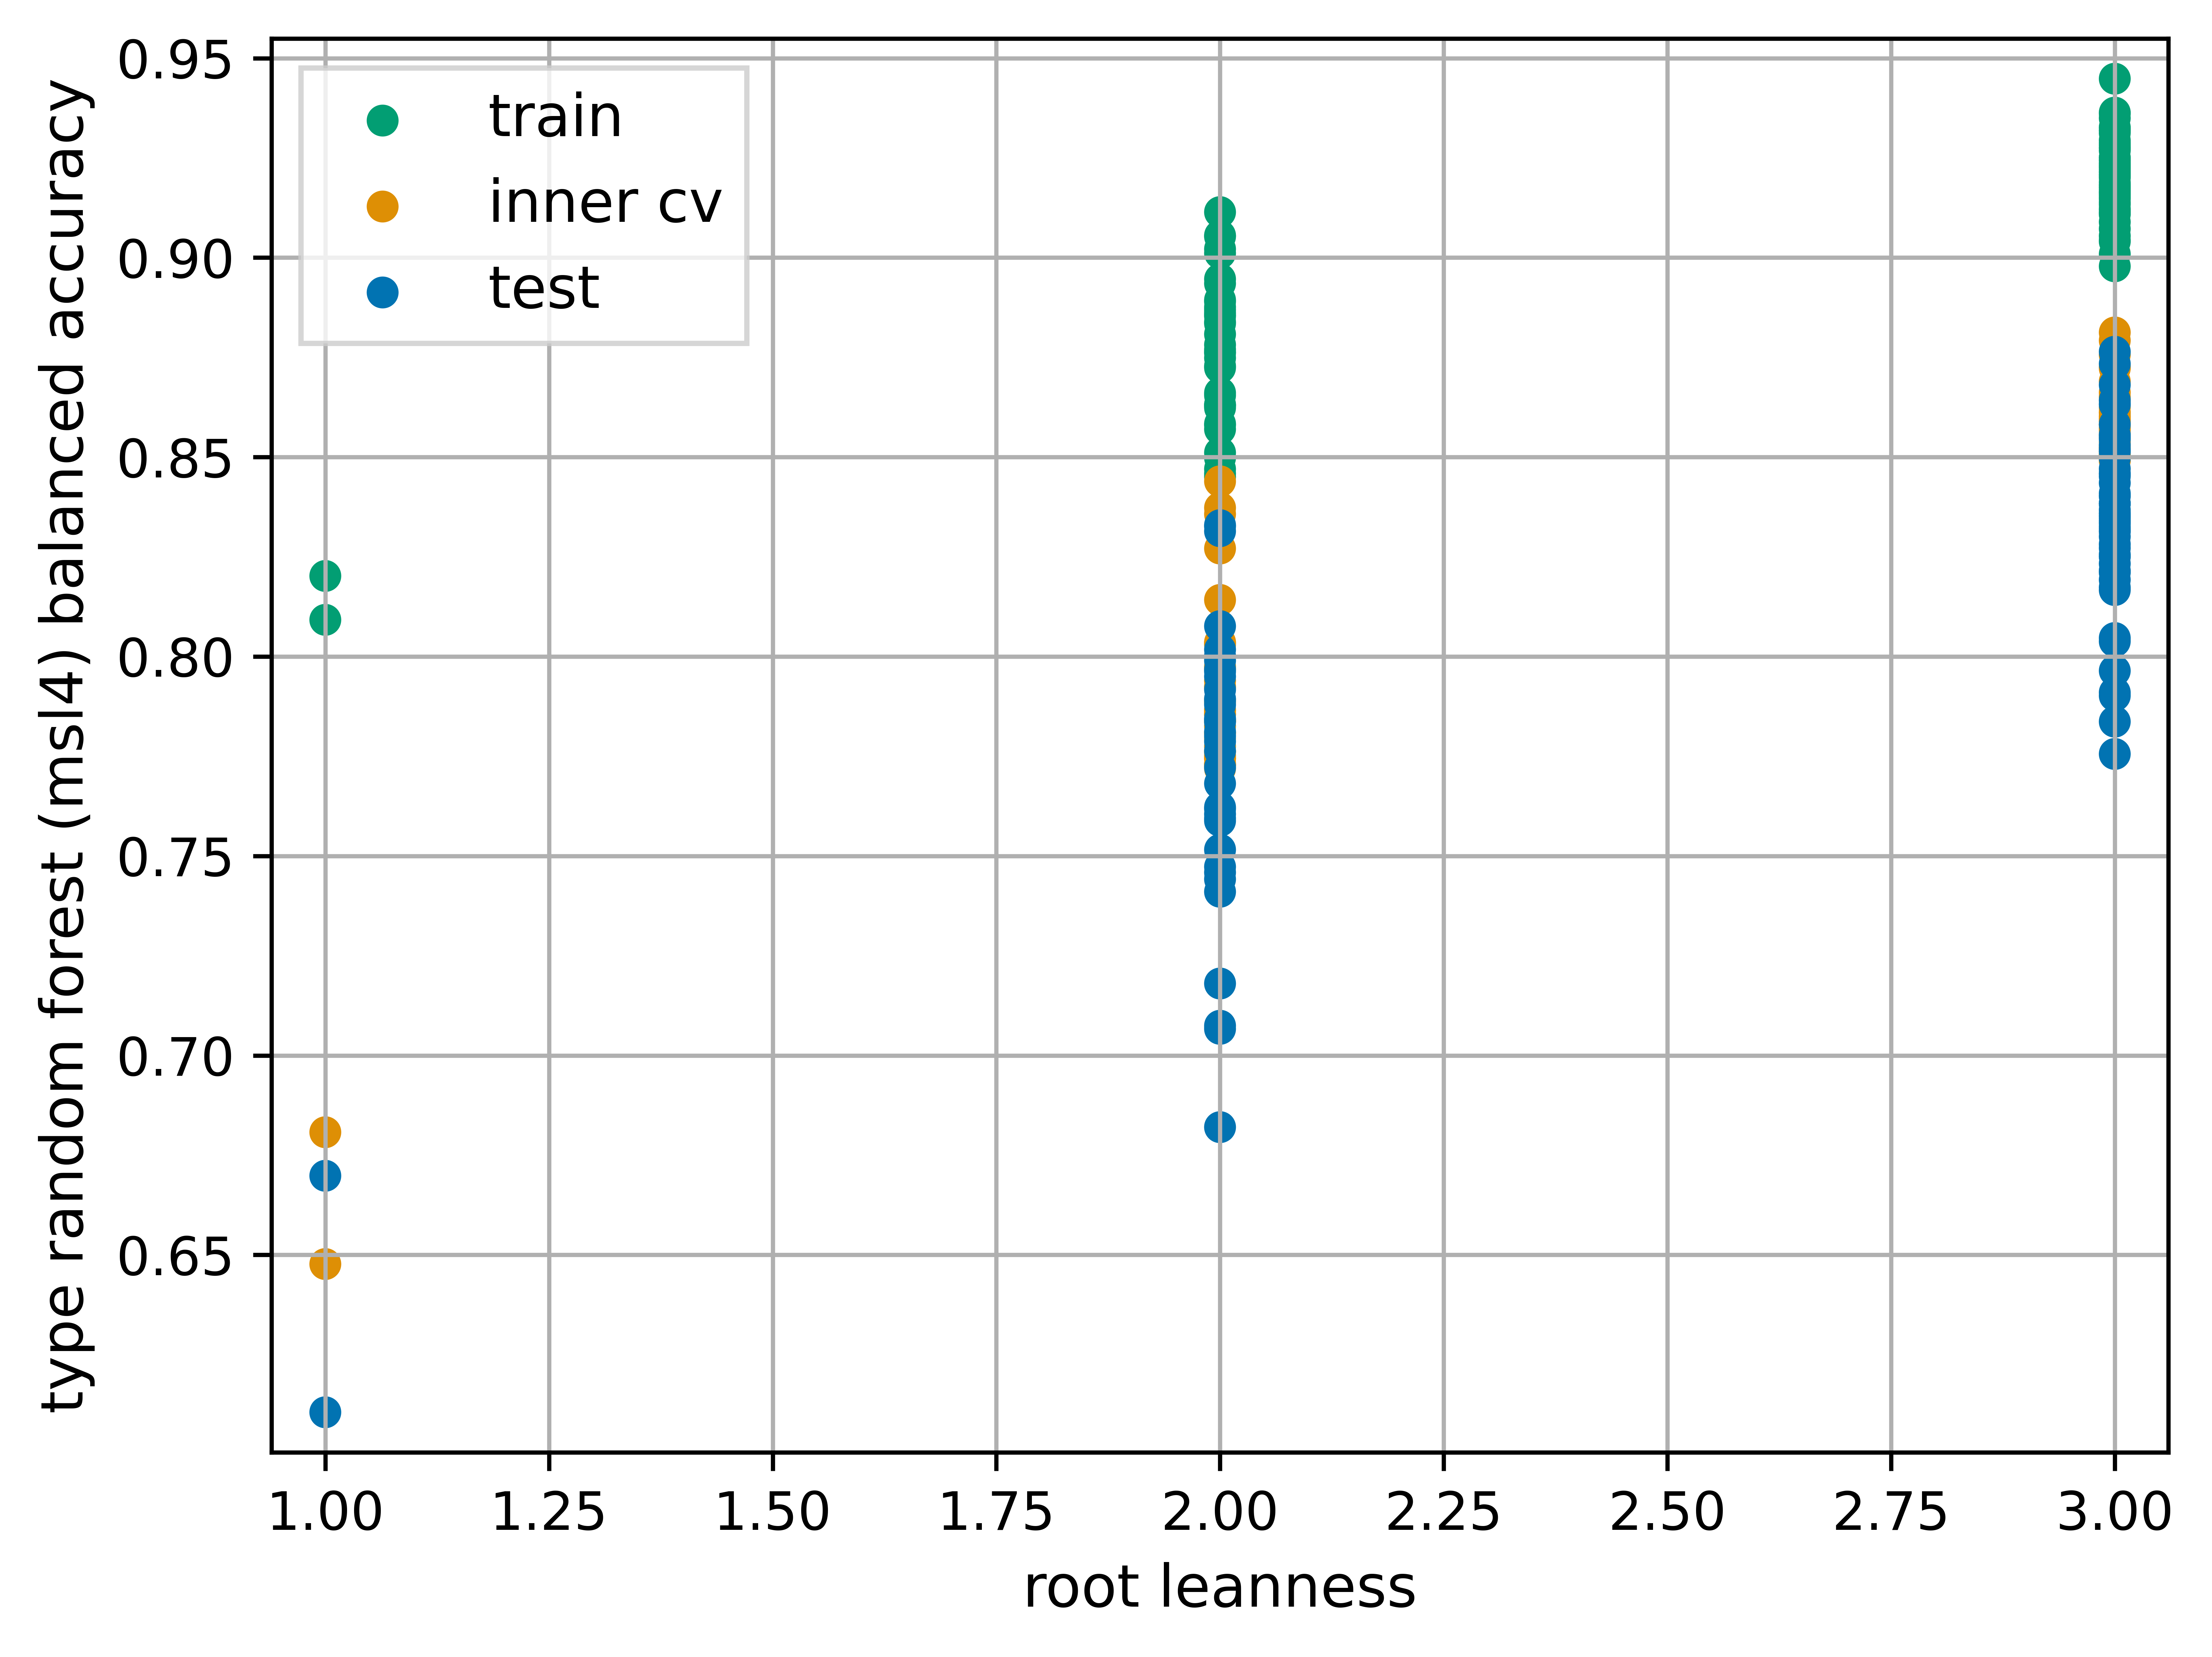 type random forest (msl4) balanced accuracy
0.95
0.90
0.85
0.80
0.75
0.70
0.65
train
inner cv
test
1.00 1.25 1.50 1.75 2.00 2.25 2.50 2.75 3.00
root leanness